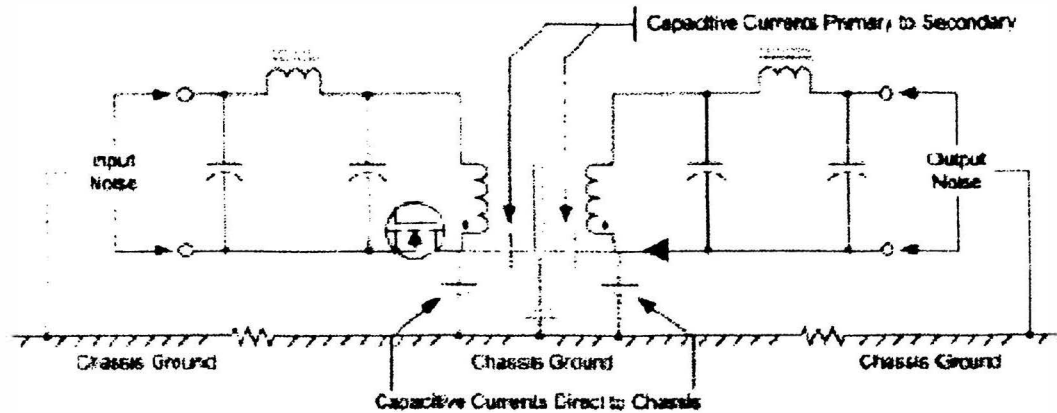 Capacitive Currents Primary to Secondary
Input
Noise
Output
Noise
Chassis Ground
Chassis Ground
Chassis Ground
Capacitive Currents Direct to Chassis